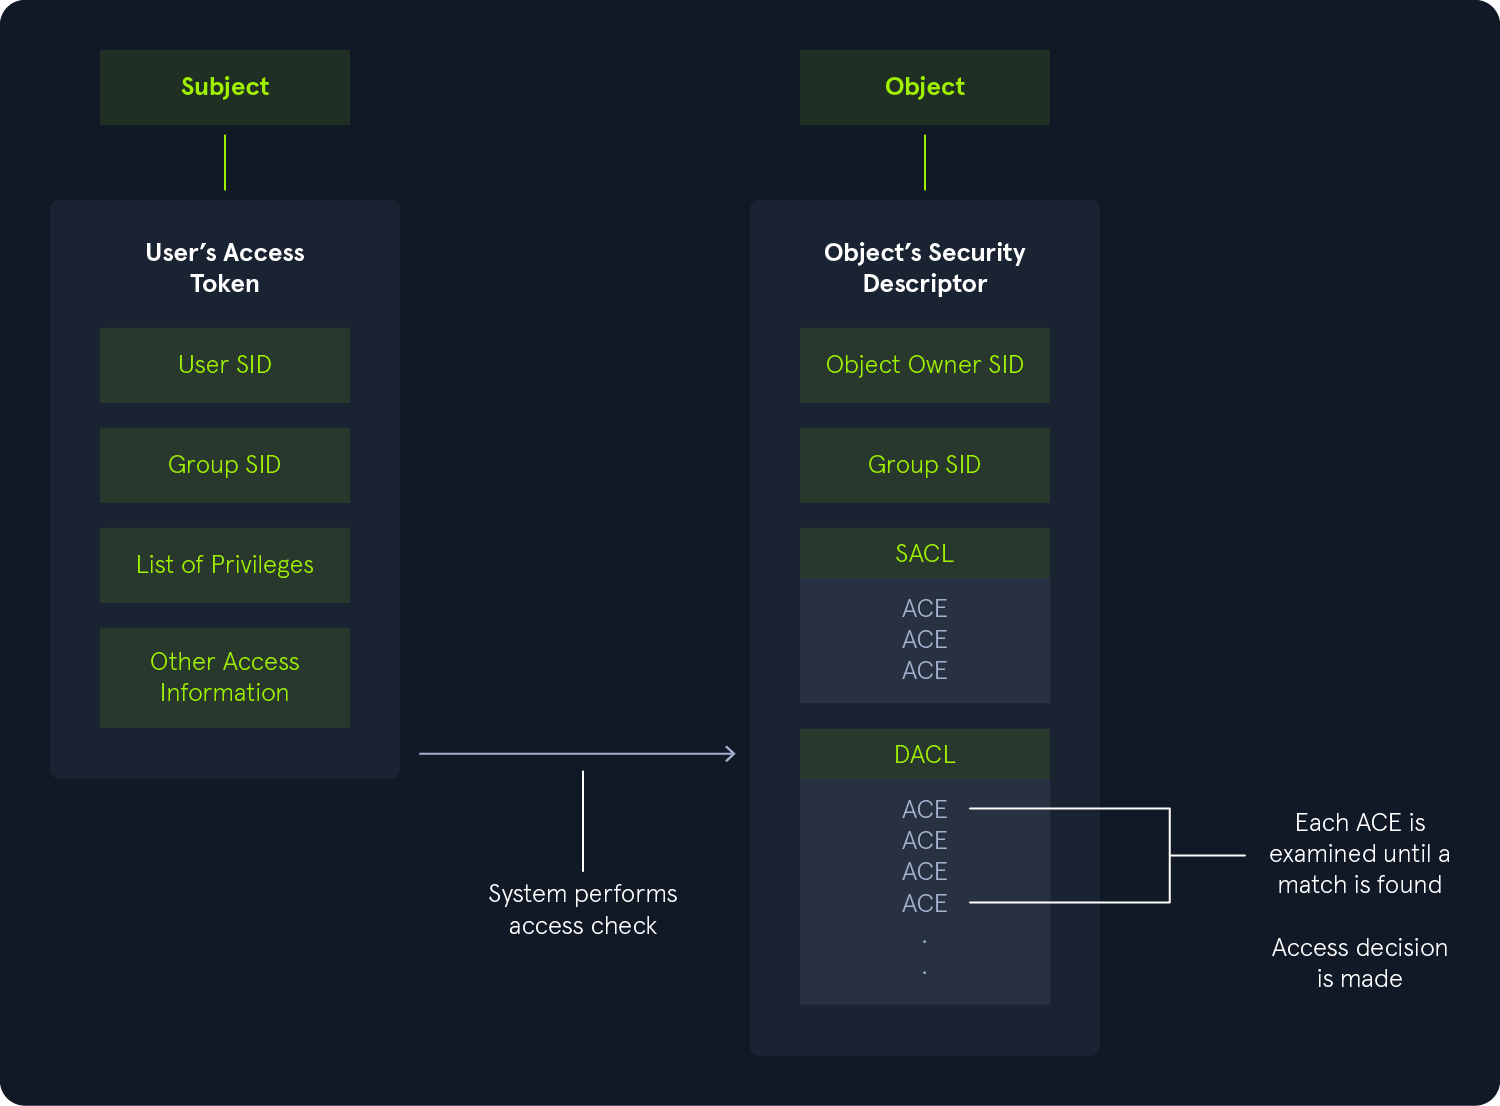 Subject
User’s Access
Token
User SID
Group SID
List of Privileges
Other Access
Information
System performs
access check
Object
Object’s Security
Descriptor
Object Owner SID
Group SID
SACL
ACE
ACE
ACE
DACL
ACE
ACE
ACE
ACE
.
.
Each ACE is
examined until a
match is found
Access decision
is made